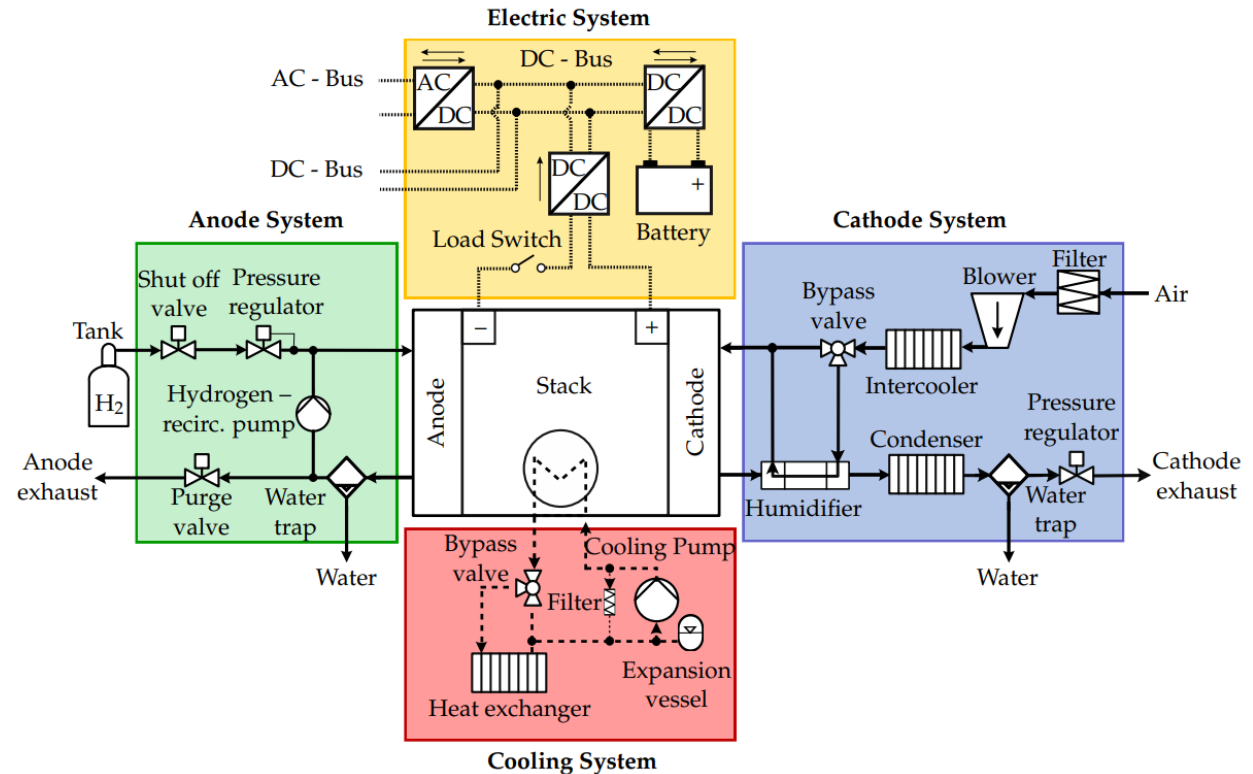 Electric System
AC - Bus
DC - Bus
AC
DC
DC
DC
DC - Bus
DC
DC
+
Battery
Load Switch
Anode System
Cathode System
Shut off
valve
Pressure
regulator
Tank
H2
Hydrogen –
recirc. pump
Anode
exhaust
Purge
valve
Water
trap
Water
−
+
Anode
Stack
Cathode
Bypass
valve
Blower
Filter
Air
Intercooler
Pressure
regulator
Condenser
Humidifier
Water
trap
Cathode
exhaust
Water
Bypass
valve
Cooling Pump
Filter
Expansion
vessel
Heat exchanger
Cooling System